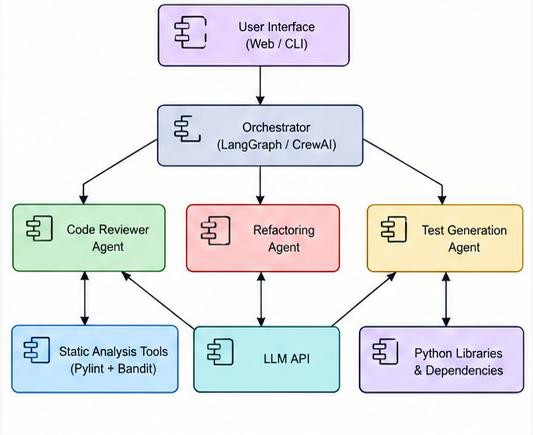 User Interface
(Web / CLI)
Orchestrator
(LangGraph / CrewAI)
Code Reviewer
Agent
Refactoring
Agent
Test Generation
Agent
Static Analysis Tools
(Pylint + Bandit)
LLM API
Python Libraries
& Dependencies